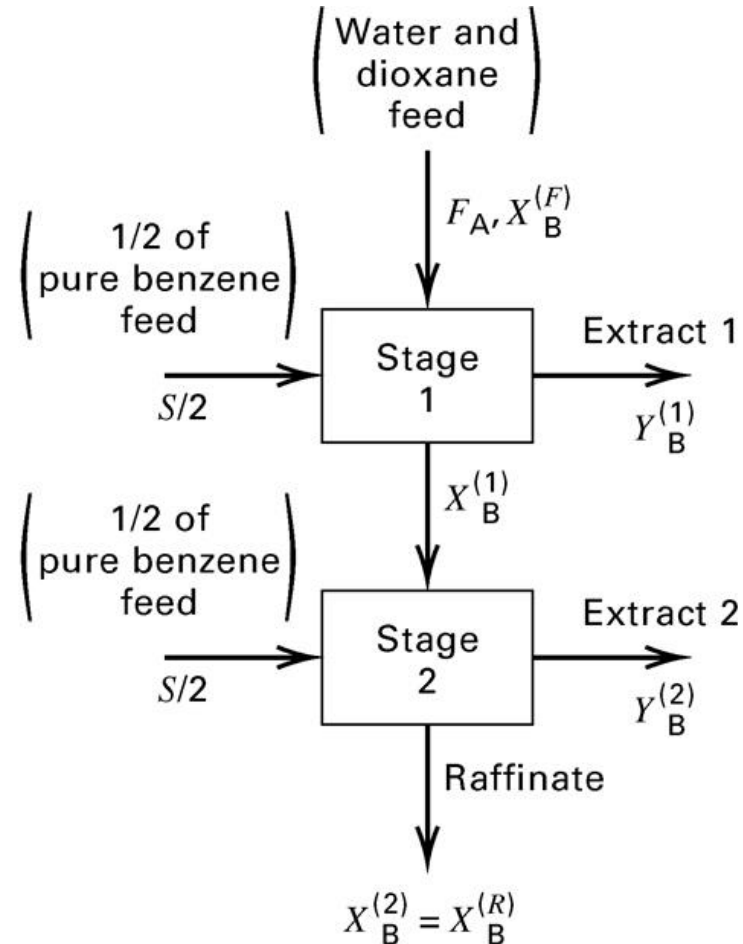 Water and
dioxane
feed
F_A, X_B^(F)
1/2 of
pure benzene
feed
S/2
Stage
1
Extract 1
Y_B^(1)
X_B^(1)
1/2 of
pure benzene
feed
S/2
Stage
2
Extract 2
Y_B^(2)
Raffinate
X_B^(2) = X_B^(R)